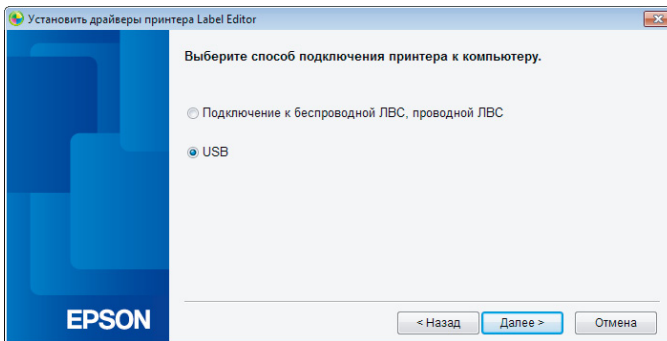 Установить драйверы принтера Label Editor
Выберите способ подключения принтера к компьютеру.
Подключение к беспроводной ЛВС, проводной ЛВС
USB
EPSON
< Назад
Далее >
Отмена